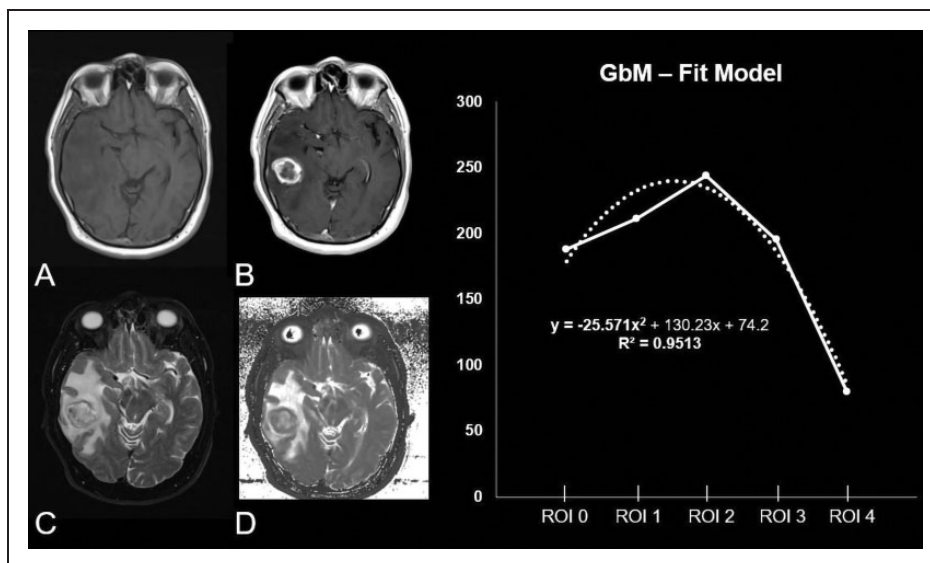 A
B
C
D
GbM – Fit Model
300
250
200
150
100
50
0
y = -25.571x² + 130.23x + 74.2
R² = 0.9513
ROI 0 ROI 1 ROI 2 ROI 3 ROI 4